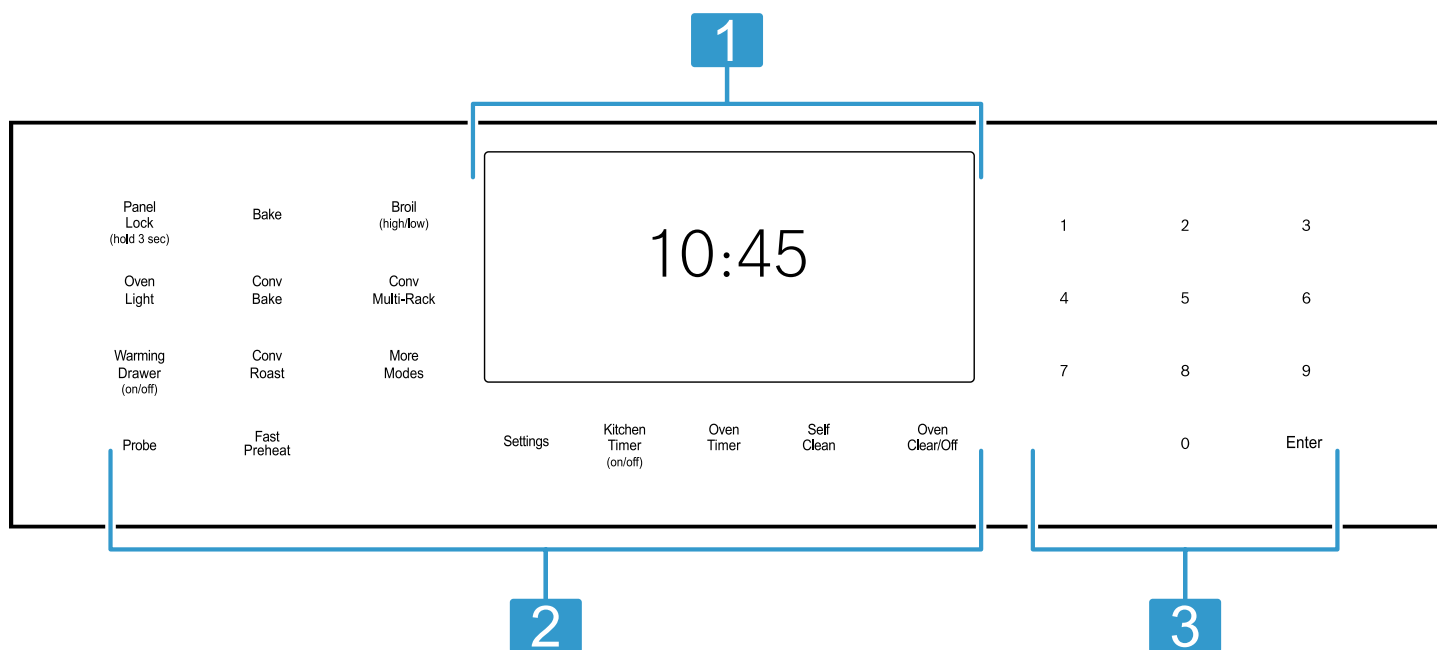 1
Panel
Lock
(hold 3 sec)
Bake
Broil
(high/low)
Oven
Light
Conv
Bake
Conv
Multi-Rack
Warming
Drawer
(on/off)
Conv
Roast
More
Modes
Probe
Fast
Preheat
10:45
Settings
Kitchen
Timer
(on/off)
Oven
Timer
Self
Clean
Oven
Clear/Off
1 2 3
4 5 6
7 8 9
0 Enter
2
3